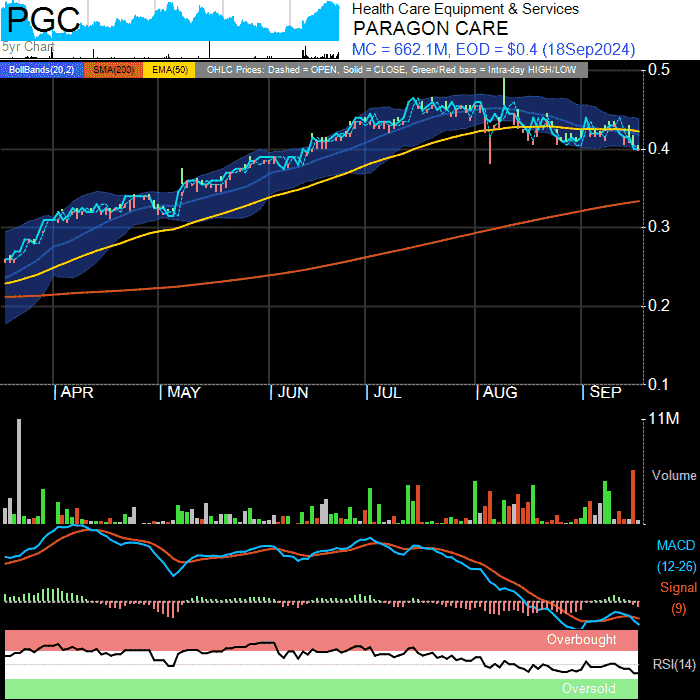 PGC
5yr Chart
Health Care Equipment & Services
PARAGON CARE
MC = 662.1M, EOD = $0.4 (18Sep2024)
BollBands(20,2) SMA(200) EMA(50) OHLC Prices: Dashed = OPEN, Solid = CLOSE, Green/Red bars = Intra-day HIGH/LOW
0.5
0.4
0.3
0.2
0.1
APR MAY JUN JUL AUG SEP
11M
Volume
MACD
(12-26)
Signal
(9)
Overbought
RSI(14)
Oversold